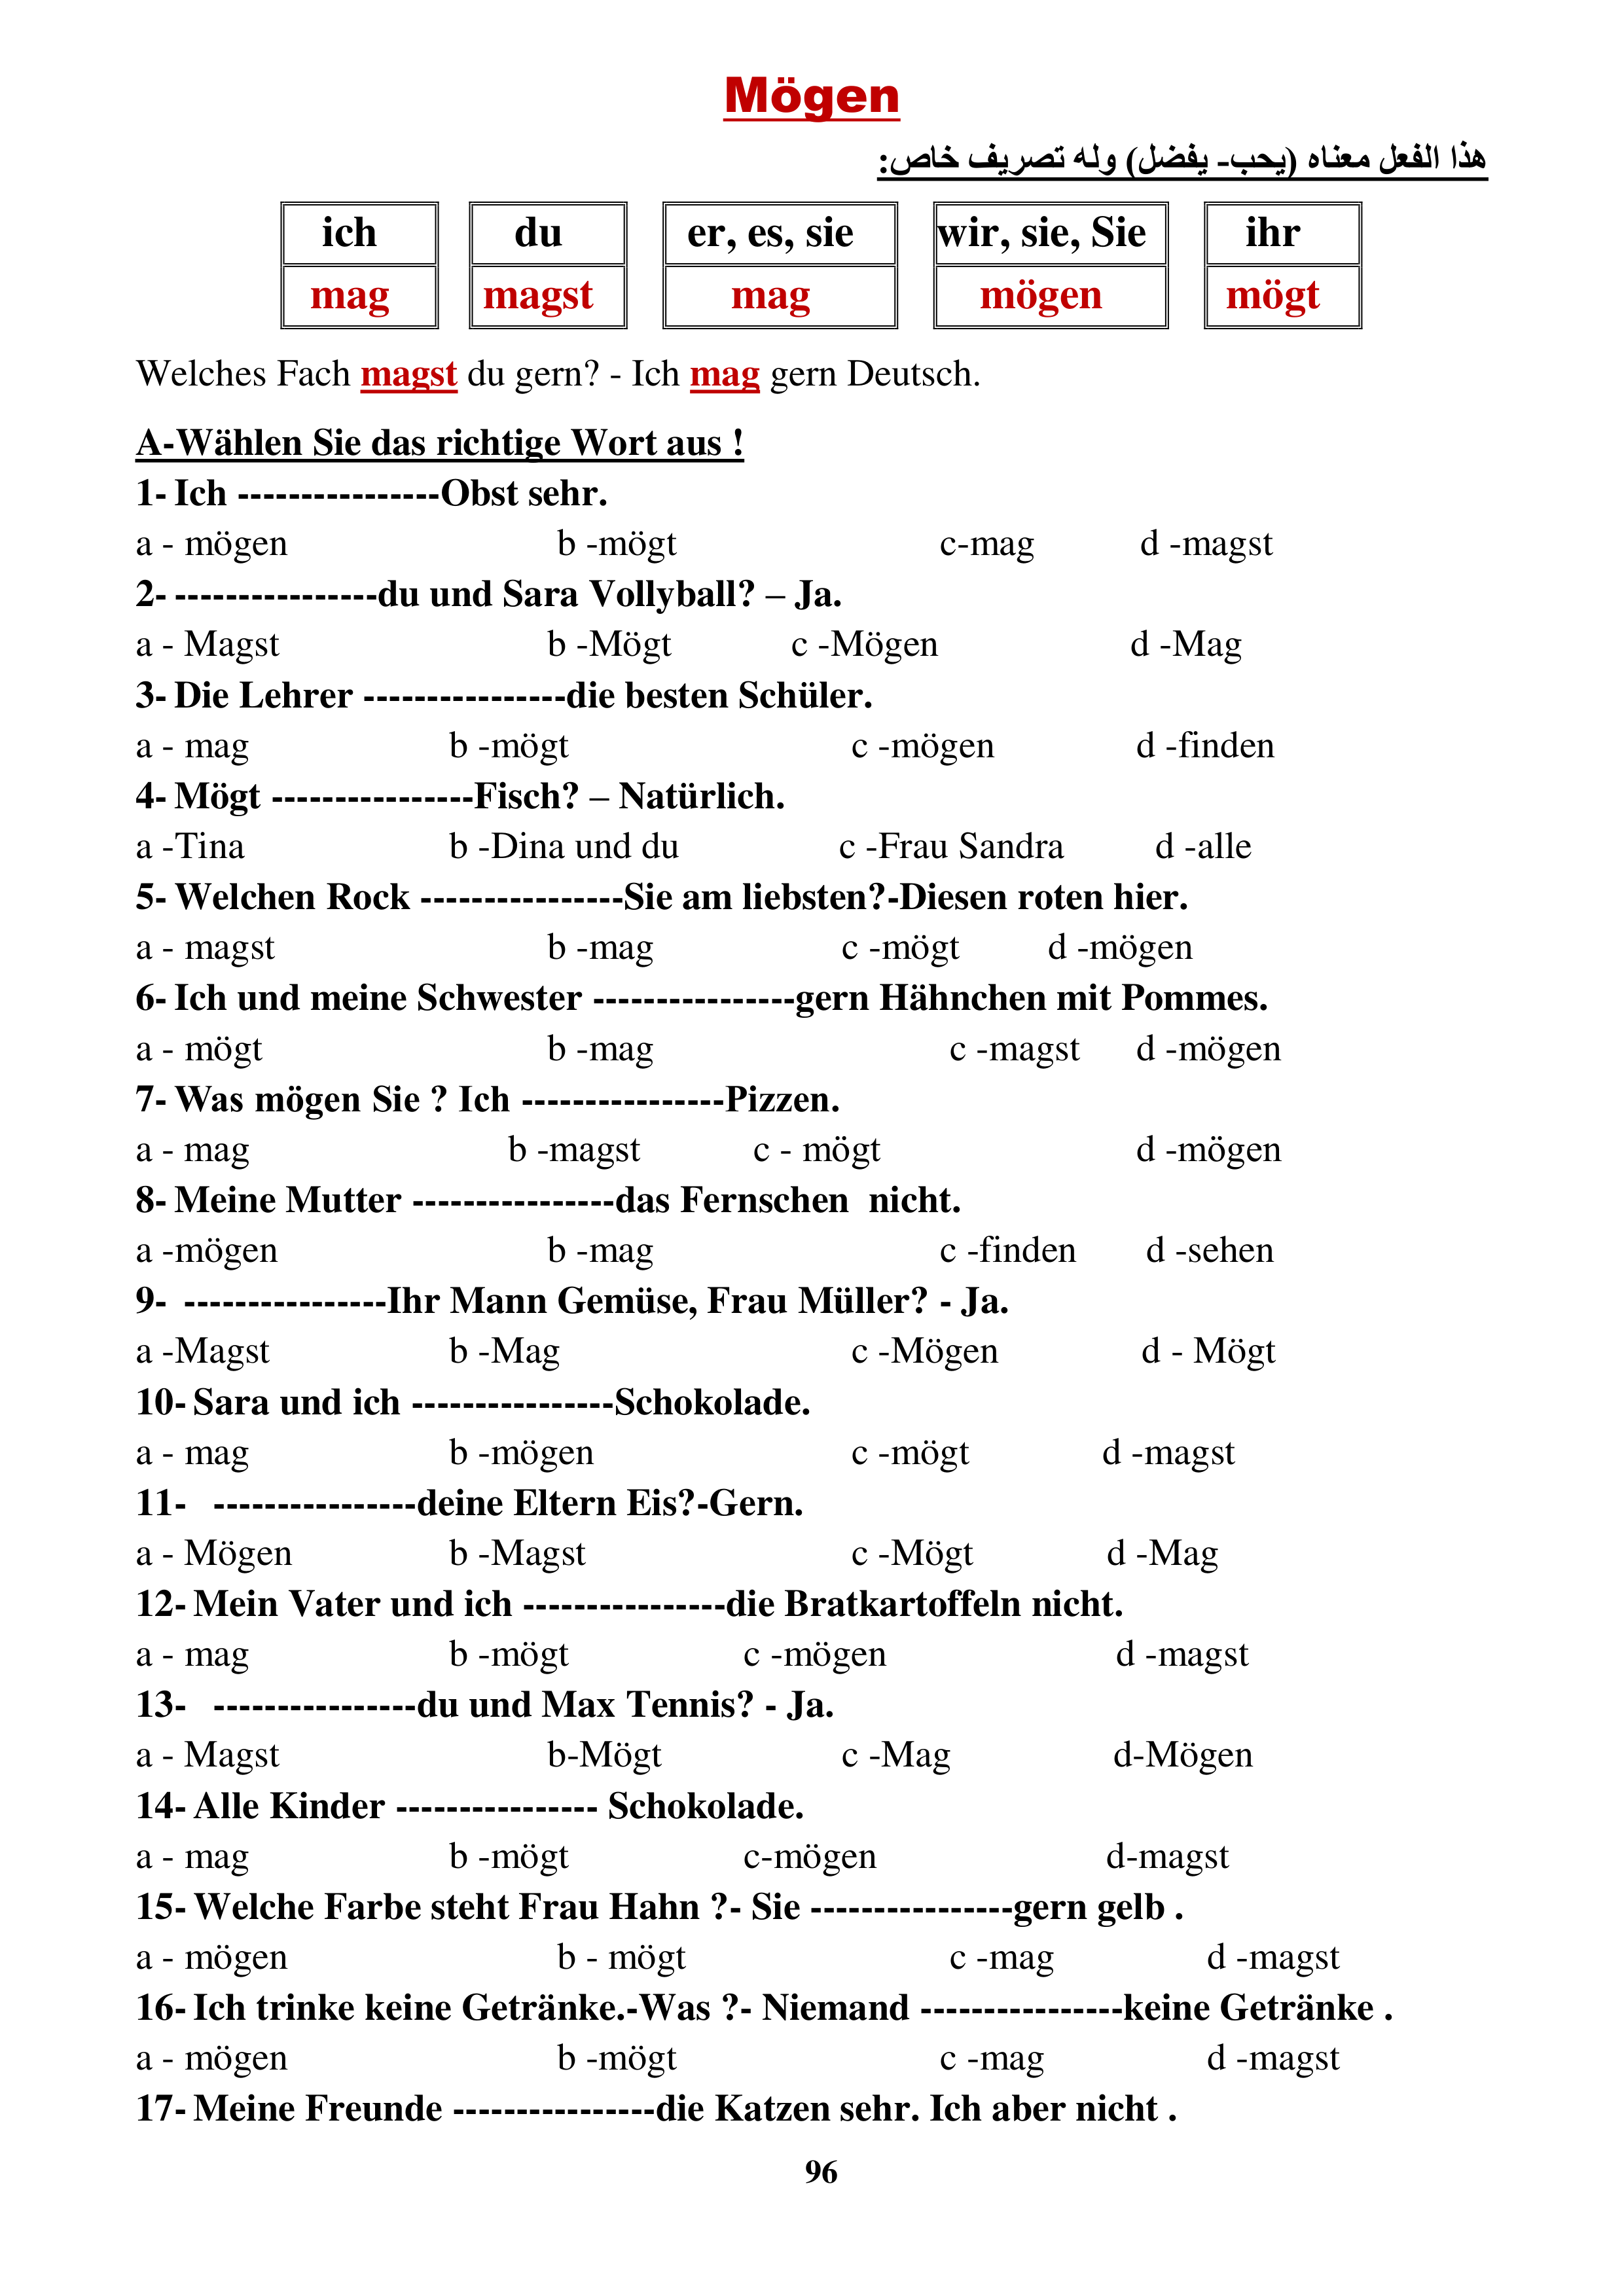 Mögen
هذا الفعل معناه (يحب- يفضل) وله تصريف خاص:
ich du er, es, sie wir, sie, Sie ihr
mag magst mag mögen mögt
Welches Fach magst du gern? - Ich mag gern Deutsch.
A-Wählen Sie das richtige Wort aus !
1- Ich ----------------Obst sehr.
a - mögen b -mögt c-mag d -magst
2- ----------------du und Sara Vollyball? – Ja.
a - Magst b -Mögt c -Mögen d -Mag
3- Die Lehrer ----------------die besten Schüler.
a - mag b -mögt c -mögen d -finden
4- Mögt ----------------Fisch? – Natürlich.
a -Tina b -Dina und du c -Frau Sandra d -alle
5- Welchen Rock ----------------Sie am liebsten?-Diesen roten hier.
a - magst b -mag c -mögt d -mögen
6- Ich und meine Schwester ----------------gern Hähnchen mit Pommes.
a - mögt b -mag c -magst d -mögen
7- Was mögen Sie ? Ich ----------------Pizzen.
a - mag b -magst c - mögt d -mögen
8- Meine Mutter ----------------das Fernschen nicht.
a -mögen b -mag c -finden d -sehen
9- ----------------Ihr Mann Gemüse, Frau Müller? - Ja.
a -Magst b -Mag c -Mögen d - Mögt
10- Sara und ich ----------------Schokolade.
a - mag b -mögen c -mögt d -magst
11- ----------------deine Eltern Eis?-Gern.
a - Mögen b -Magst c -Mögt d -Mag
12- Mein Vater und ich ----------------die Bratkartoffeln nicht.
a - mag b -mögt c -mögen d -magst
13- ----------------du und Max Tennis? - Ja.
a - Magst b-Mögt c -Mag d-Mögen
14- Alle Kinder ---------------- Schokolade.
a - mag b -mögt c-mögen d-magst
15- Welche Farbe steht Frau Hahn ?- Sie ----------------gern gelb .
a - mögen b - mögt c -mag d -magst
16- Ich trinke keine Getränke.-Was ?- Niemand ----------------keine Getränke .
a - mögen b -mögt c -mag d -magst
17- Meine Freunde ----------------die Katzen sehr. Ich aber nicht .
96